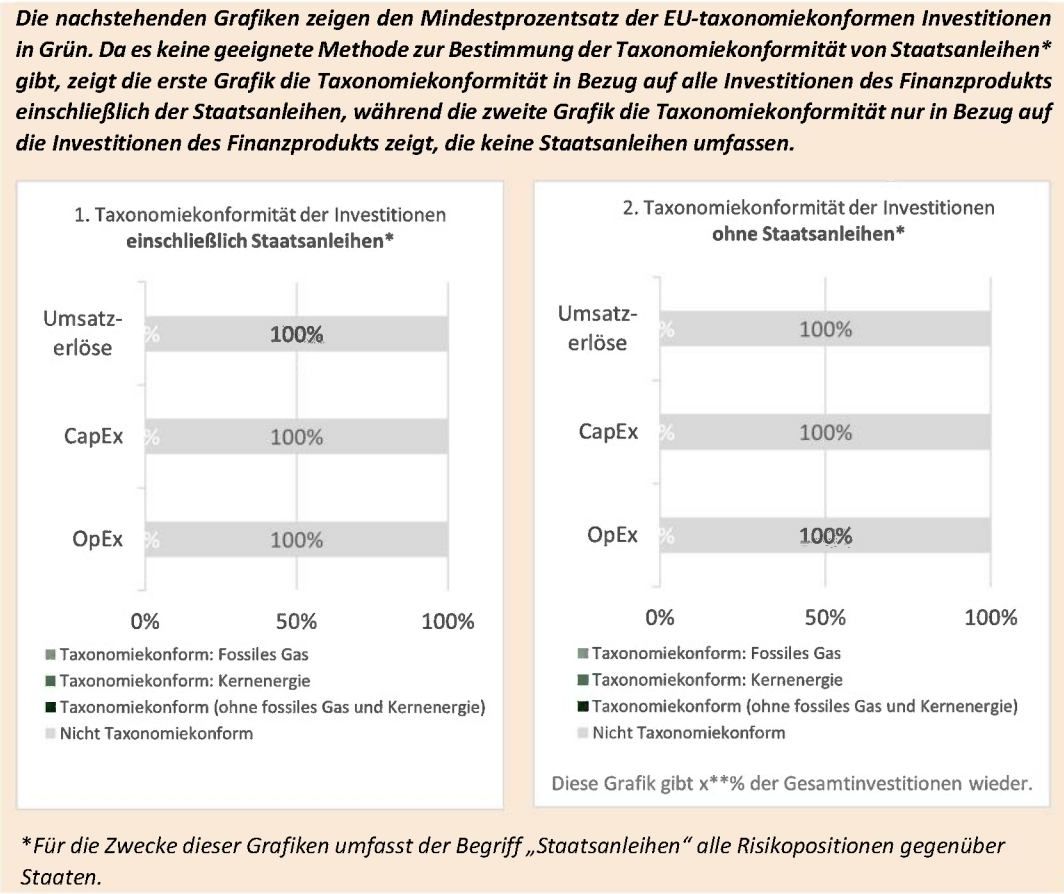 Die nachstehenden Grafiken zeigen den Mindestprozentsatz der EU-taxonomiekonformen Investitionen
in Grün. Da es keine geeignete Methode zur Bestimmung der Taxonomiekonformität von Staatsanleihen*
gibt, zeigt die erste Grafik die Taxonomiekonformität in Bezug auf alle Investitionen des Finanzprodukts
einschließlich der Staatsanleihen, während die zweite Grafik die Taxonomiekonformität nur in Bezug auf
die Investitionen des Finanzprodukts zeigt, die keine Staatsanleihen umfassen.
1. Taxonomiekonformität der Investitionen
einschließlich Staatsanleihen*
Umsatz-
erlöse
% 100%
CapEx % 100%
OpEx % 100%
0% 50% 100%
Taxonomiekonform: Fossiles Gas
Taxonomiekonform: Kernenergie
Taxonomiekonform (ohne fossiles Gas und Kernenergie)
Nicht Taxonomiekonform
2. Taxonomiekonformität der Investitionen
ohne Staatsanleihen*
Umsatz-
erlöse
% 100%
CapEx % 100%
OpEx % 100%
0% 50% 100%
Taxonomiekonform: Fossiles Gas
Taxonomiekonform: Kernenergie
Taxonomiekonform (ohne fossiles Gas und Kernenergie)
Nicht Taxonomiekonform
Diese Grafik gibt x**% der Gesamtinvestitionen wieder.
*Für die Zwecke dieser Grafiken umfasst der Begriff „Staatsanleihen“ alle Risikopositionen gegenüber
Staaten.